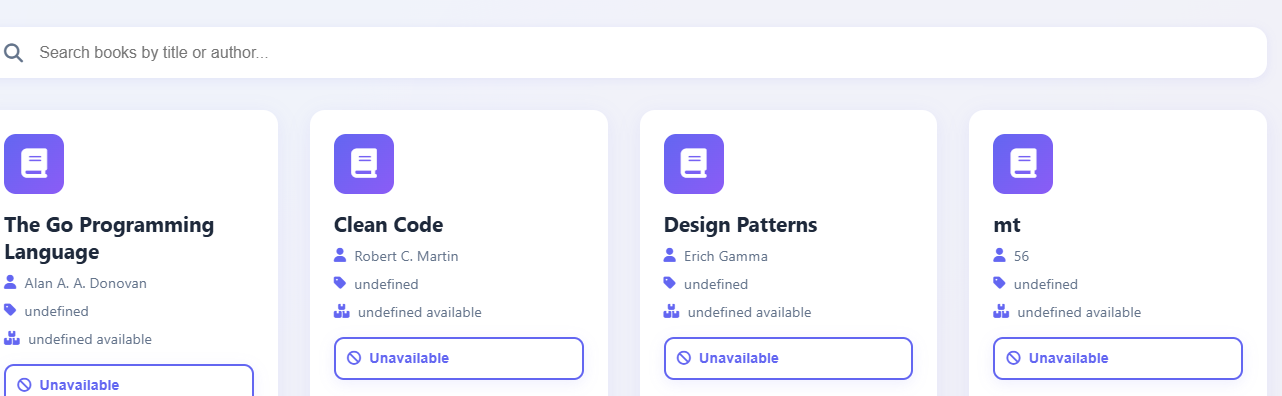 Search books by title or author...
The Go Programming
Language
Alan A. A. Donovan
undefined
undefined available
Unavailable
Clean Code
Robert C. Martin
undefined
undefined available
Unavailable
Design Patterns
Erich Gamma
undefined
undefined available
Unavailable
mt
56
undefined
undefined available
Unavailable